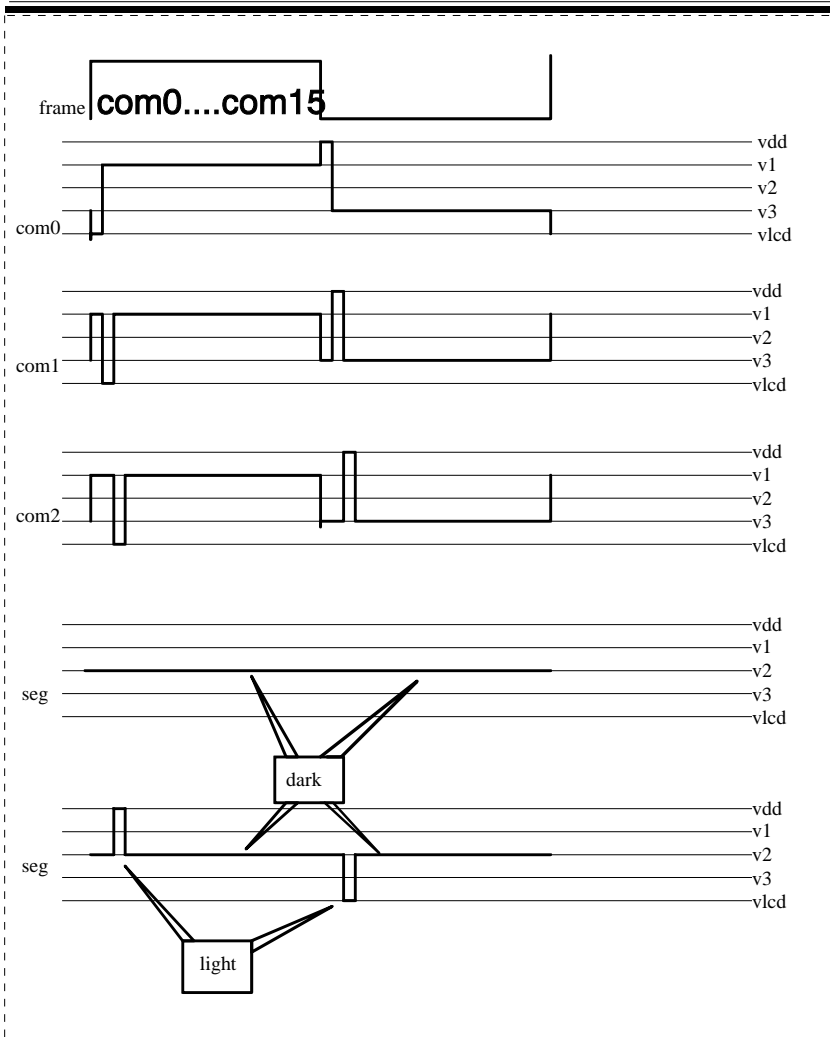 frame com0....com15
vdd
v1
v2
v3
com0
vlcd
vdd
v1
v2
v3
com1
vlcd
vdd
v1
v2
com2
v3
vlcd
vdd
v1
v2
seg
v3
vlcd
dark
vdd
v1
v2
seg
v3
vlcd
light